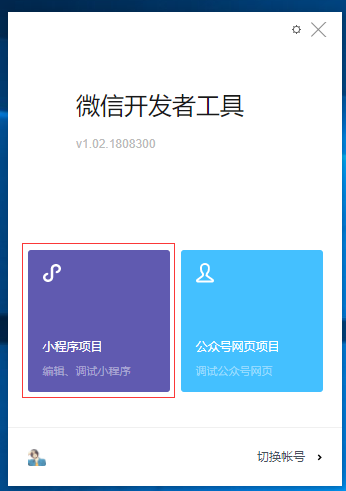 微信开发者工具
v1.02.1808300
小程序项目
编辑、调试小程序
公众号网页项目
调试公众号网页
切换帐号